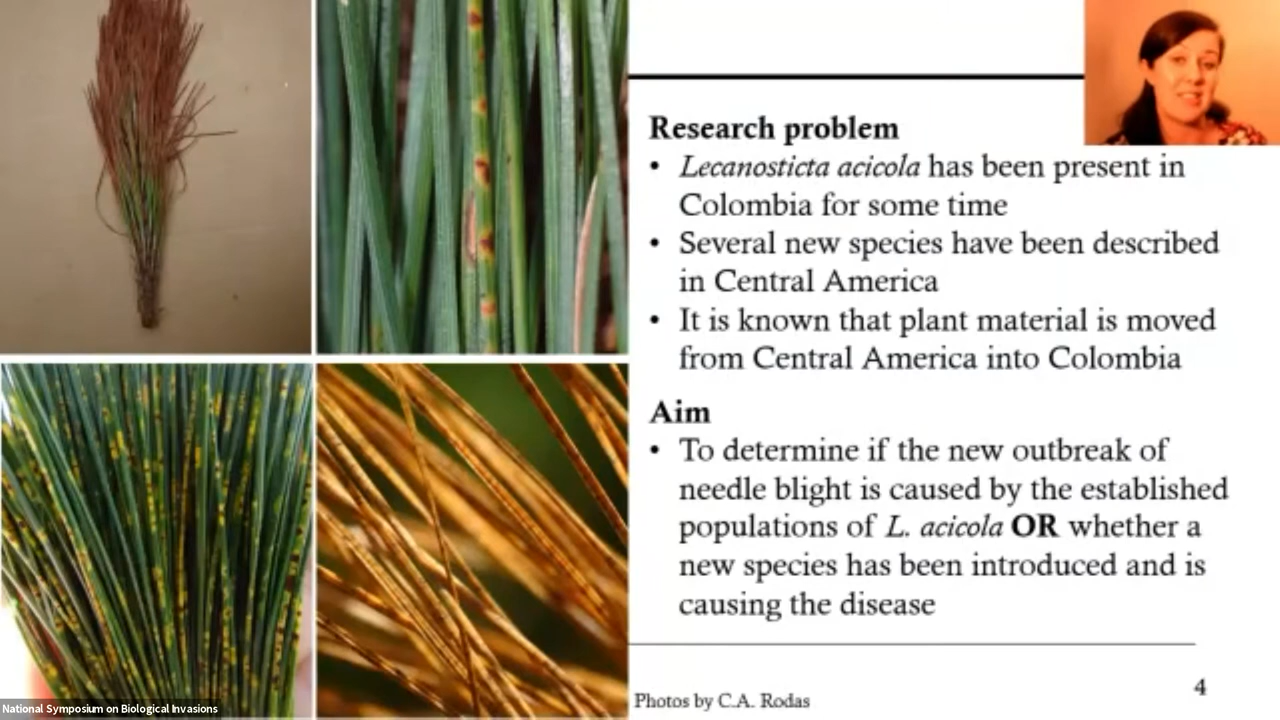 Research problem
• Lecanosticta acicola has been present in
Colombia for some time
• Several new species have been described
in Central America
• It is known that plant material is moved
from Central America into Colombia
Aim
• To determine if the new outbreak of
needle blight is caused by the established
populations of L. acicola OR whether a
new species has been introduced and is
causing the disease
4
Photos by C.A. Rodas
National Symposium on Biological Invasions